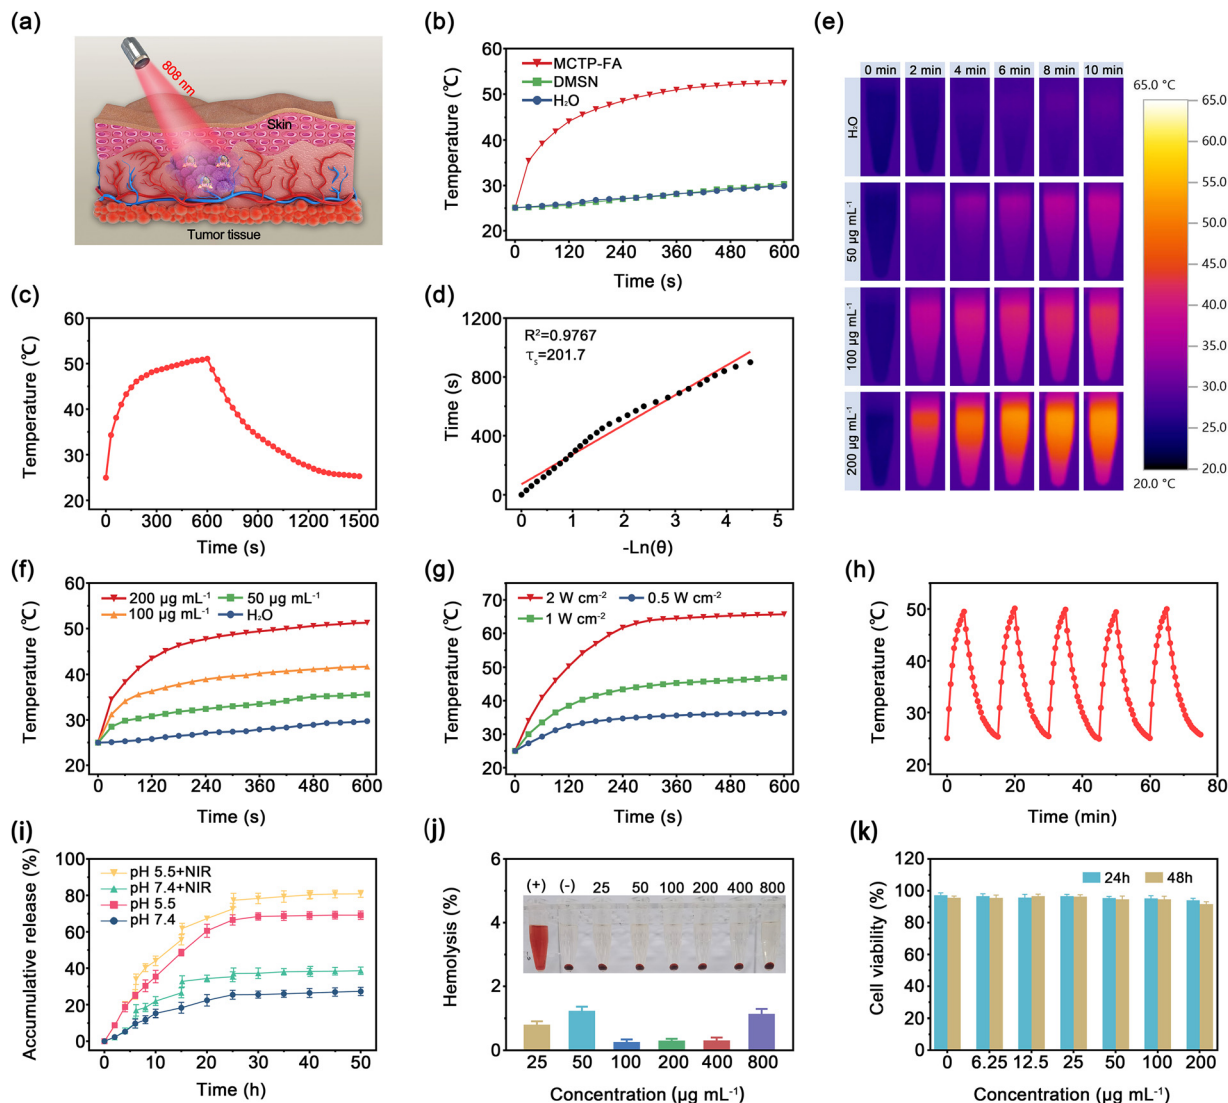 (a)
808 nm
Skin
Tumor tissue
(b)
60
50
40
30
20
0 120 240 360 480 600
Temperature (℃)
Time (s)
MCTP-FA
DMSN
H₂O
(c)
60
50
40
30
20
0 300 600 900 1200 1500
Temperature (℃)
Time (s)
(d)
1200
800
400
0
0 1 2 3 4 5
Time (s)
-Ln(θ)
R²=0.9767
τₛ=201.7
(e)
0 min 2 min 4 min 6 min 8 min 10 min
H₂O
50 µg mL⁻¹
100 µg mL⁻¹
200 µg mL⁻¹
65.0 °C
65.0
60.0
55.0
50.0
45.0
40.0
35.0
30.0
25.0
20.0
20.0 °C
(f)
60
50
40
30
20
0 120 240 360 480 600
Temperature (℃)
Time (s)
200 µg mL⁻¹ 50 µg mL⁻¹
100 µg mL⁻¹ H₂O
(g)
70
60
50
40
30
20
0 120 240 360 480 600
Temperature (℃)
Time (s)
2 W cm⁻² 0.5 W cm⁻²
1 W cm⁻²
(h)
60
50
40
30
20
0 20 40 60 80
Temperature (℃)
Time (min)
(i)
100
80
60
40
20
0
0 10 20 30 40 50
Accumulative release (%)
Time (h)
pH 5.5+NIR
pH 7.4+NIR
pH 5.5
pH 7.4
(j)
6
4
2
0
(+) (-) 25 50 100 200 400 800
25 50 100 200 400 800
Hemolysis (%)
Concentration (µg mL⁻¹)
(k)
120
100
80
60
40
20
0
0 6.25 12.5 25 50 100 200
Cell viability (%)
Concentration (µg mL⁻¹)
24h 48h